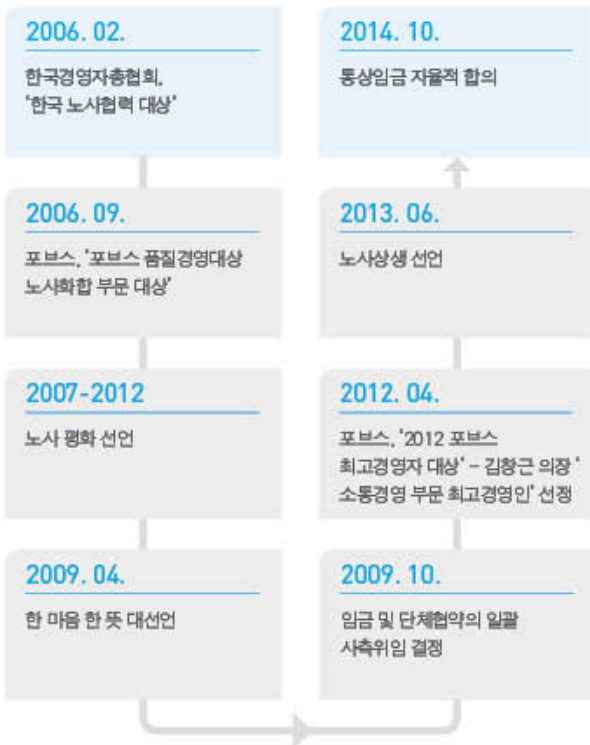 2006. 02.
한국경영자총협회,
'한국 노사협력 대상'
2006. 09.
포브스, '포브스 품질경영대상
노사화합 부문 대상'
2007-2012
노사 평화 선언
2009. 04.
한 마음 한 뜻 대선언
2009. 10.
임금 및 단체협약의 일괄
사측위임 결정
2012. 04.
포브스, '2012 포브스
최고경영자 대상' - 김창근 의장 '
소통경영 부문 최고경영인' 선정
2013. 06.
노사상생 선언
2014. 10.
통상임금 자율적 합의